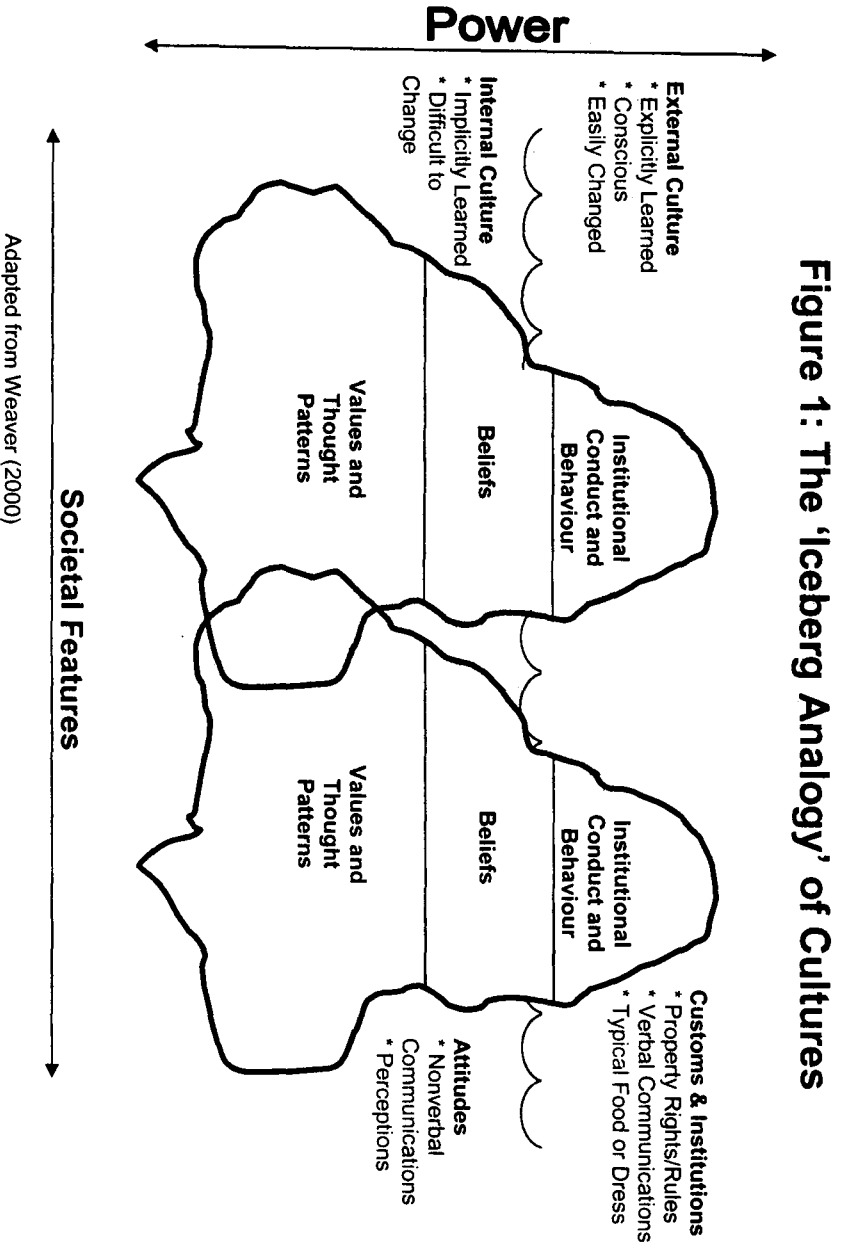 Figure 1: The 'Iceberg Analogy' of Cultures
Power
External Culture
* Explicitly Learned
* Conscious
* Easily Changed
Internal Culture
* Implicitly Learned
* Difficult to
Change
Institutional
Conduct and
Behaviour
Beliefs
Values and
Thought
Patterns
Institutional
Conduct and
Behaviour
Beliefs
Values and
Thought
Patterns
Customs & Institutions
* Property Rights/Rules
* Verbal Communications
* Typical Food or Dress
Attitudes
* Nonverbal
Communications
* Perceptions
Societal Features
Adapted from Weaver (2000)